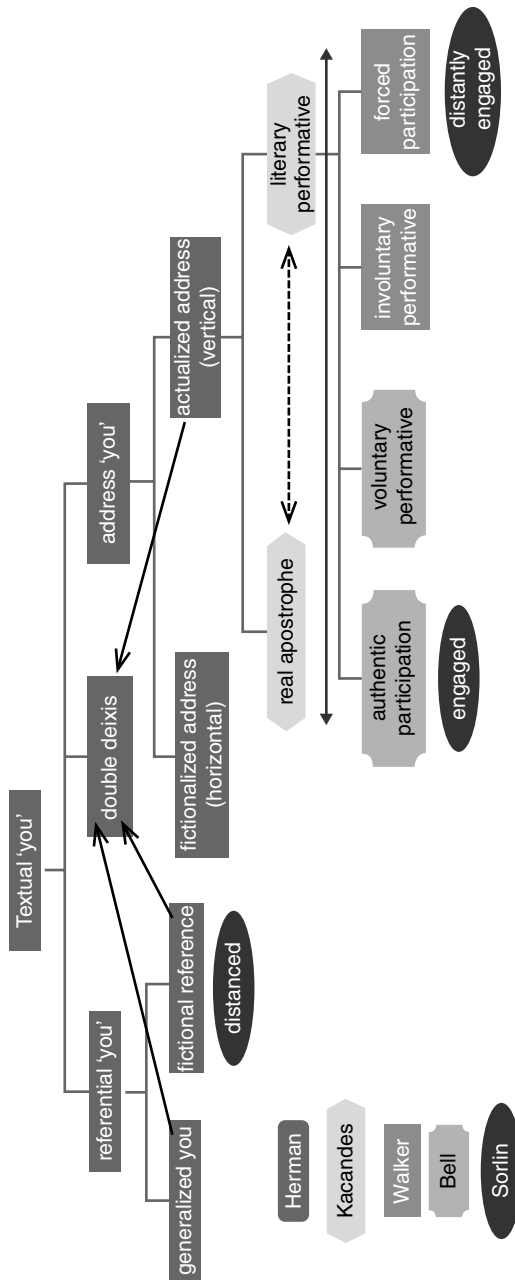 Textual ‘you’
referential ‘you’
double deixis
address ‘you’
generalized you
fictional reference
fictionalized address
(horizontal)
actualized address
(vertical)
distanced
real apostrophe
literary
performative
authentic
participation
voluntary
performative
involuntary
performative
forced
participation
engaged
distantly
engaged
Herman
Kacandes
Walker
Bell
Sorlin